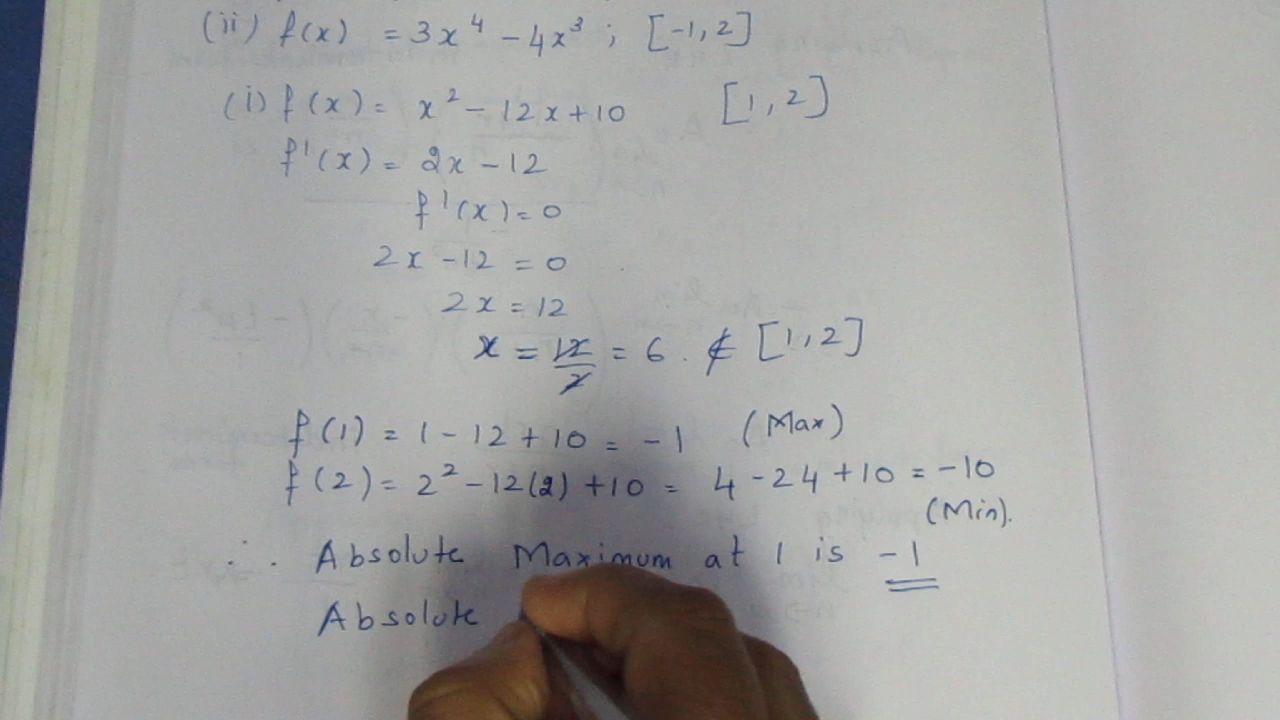 (ii) f(x) = 3x⁴ - 4x³ ; [-1, 2]
(i) f(x) = x² - 12x + 10 [1, 2]
f'(x) = 2x - 12
f'(x) = 0
2x - 12 = 0
2x = 12
x = 12/2 = 6 . ∉ [1, 2]
f(1) = 1 - 12 + 10 = -1 (Max)
f(2) = 2² - 12(2) + 10 = 4 - 24 + 10 = -10
(Min).
∴ Absolute Maximum at 1 is -1
Absolute